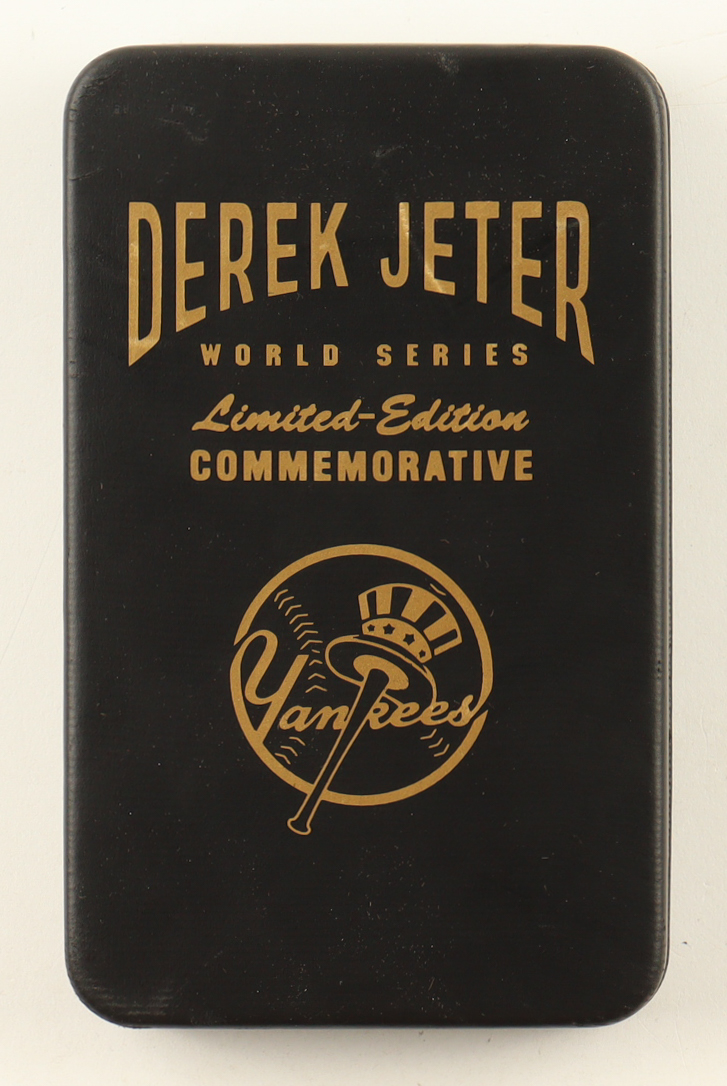 DEREK JETER
WORLD SERIES
Limited-Edition
COMMEMORATIVE
Yankees